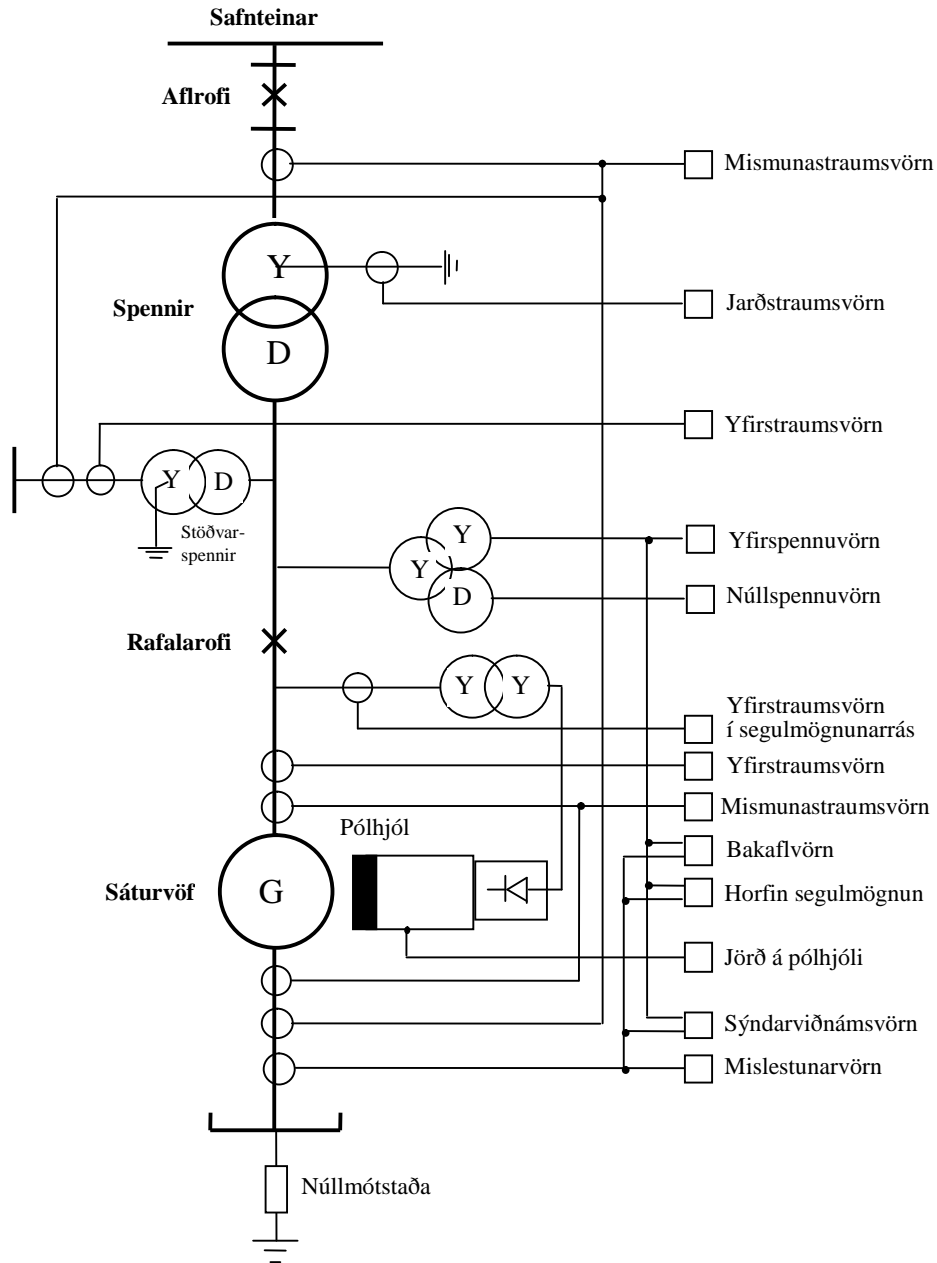 Safnteinar
Aflrofi
Mismunastraumsvörn
Y
Spennir
Jarðstraumsvörn
D
Yfirstraumsvörn
Y
D
Stöðvar-
spennir
Y
Yfirspennuvörn
Y
D
Núllspennuvörn
Rafalarofi
Y
Y
Yfirstraumsvörn
í segulmögnunarrás
Yfirstraumsvörn
Mismunastraumsvörn
Pólhjól
Bakaflvörn
Sáturvöf
G
Horfin segulmögnun
Jörð á pólhjóli
Sýndarviðnámsvörn
Mislestunarvörn
Núllmótstaða